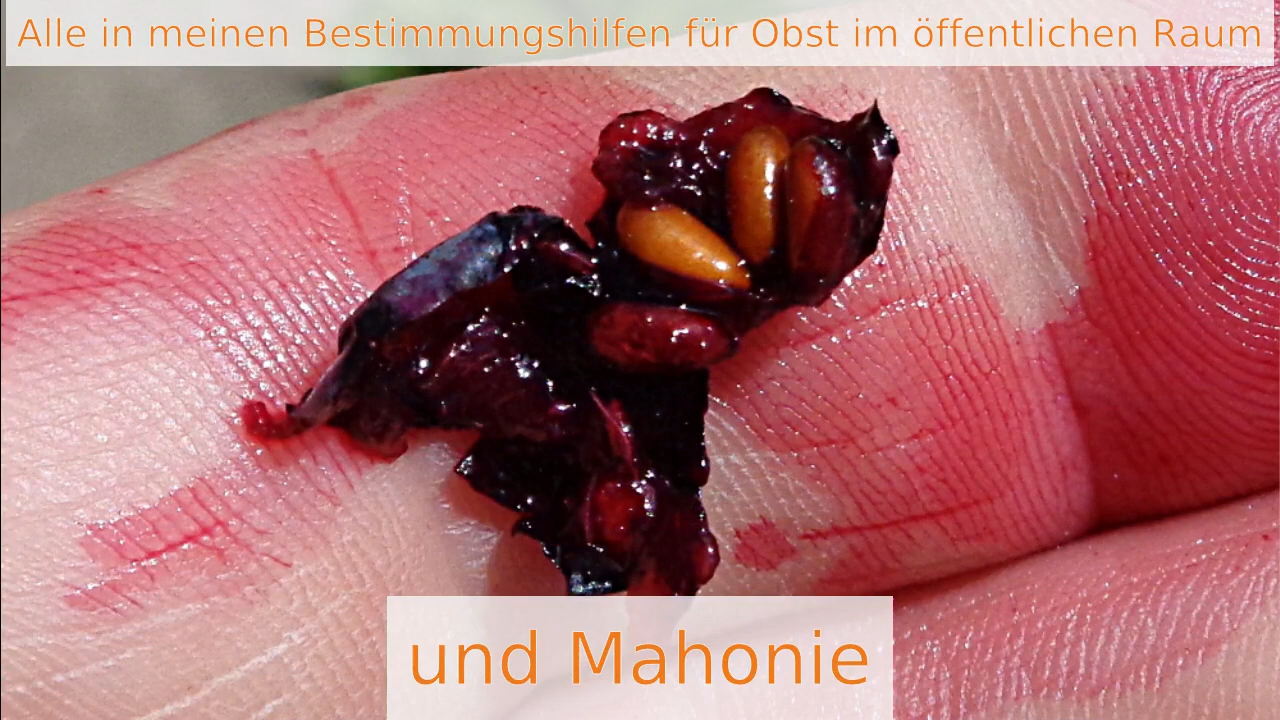 Alle in meinen Bestimmungshilfen für Obst im öffentlichen Raum
und Mahonie